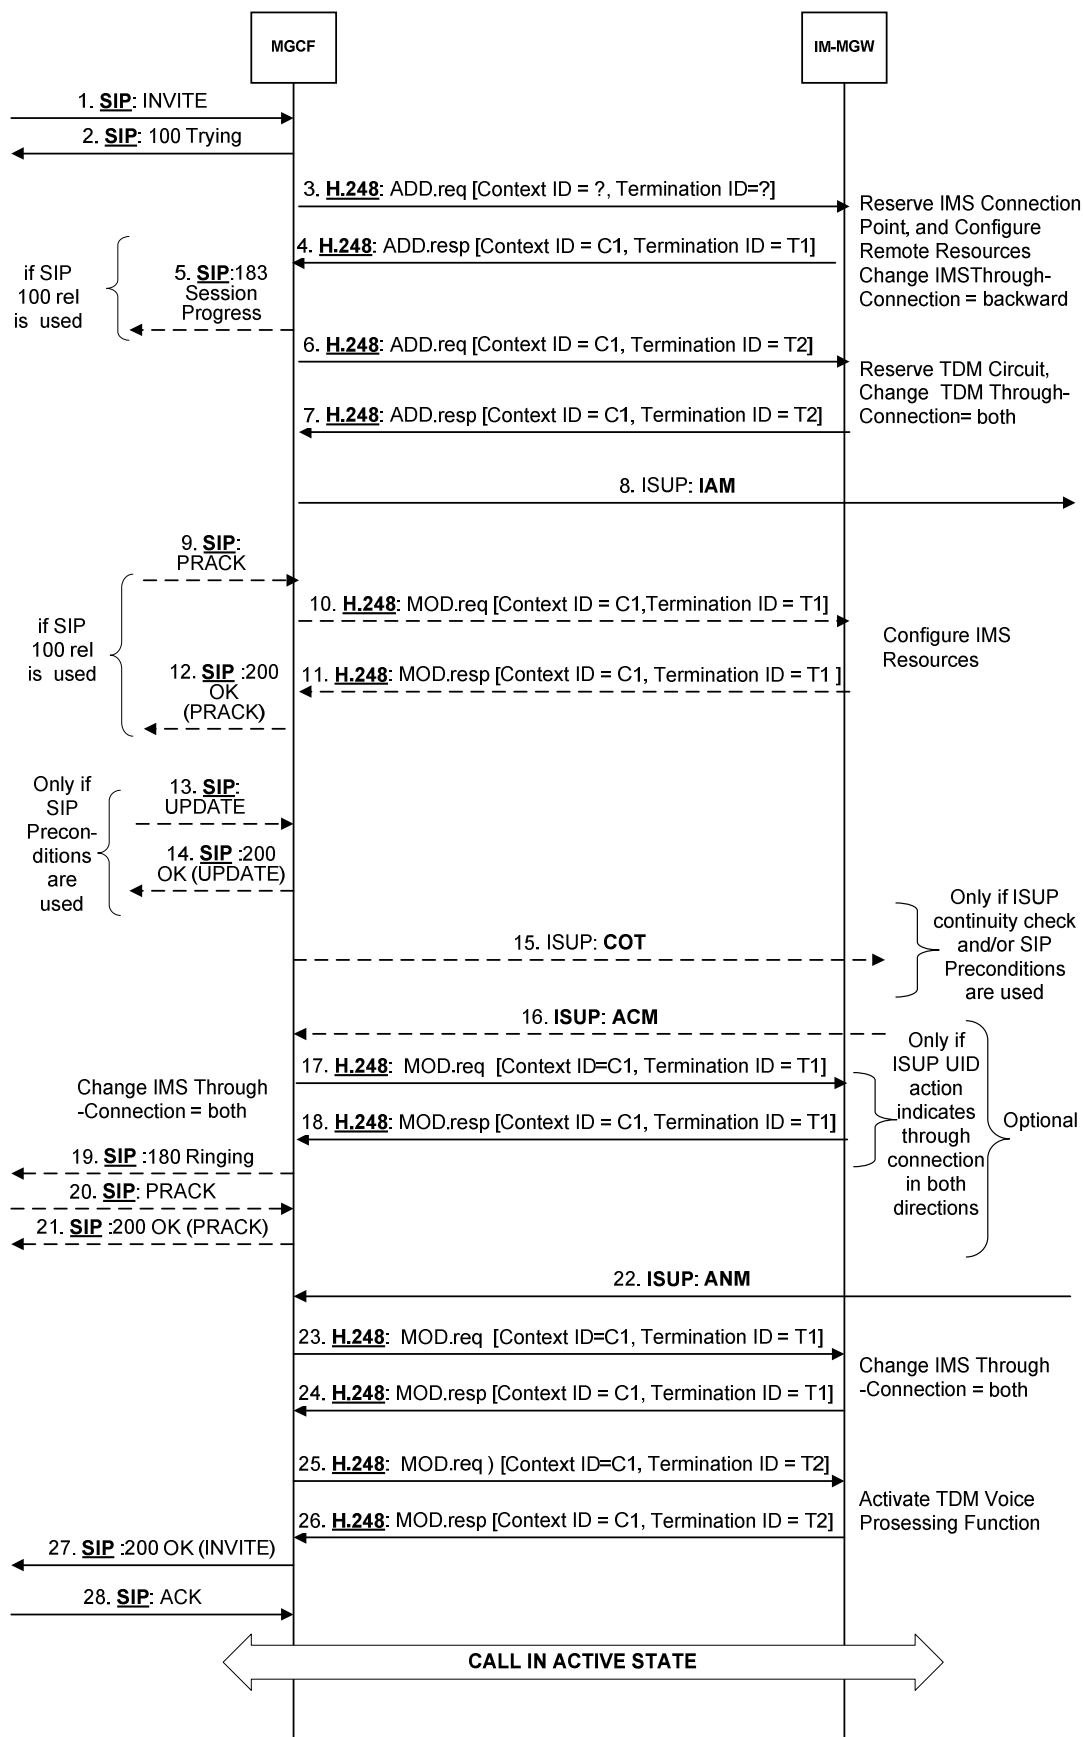 MGCF
IM-MGW
1. SIP: INVITE
2. SIP: 100 Trying
3. H.248: ADD.req [Context ID = ?, Termination ID=?]
Reserve IMS Connection
Point, and Configure
Remote Resources
Change IMSThrough-
Connection = backward
4. H.248: ADD.resp [Context ID = C1, Termination ID = T1]
if SIP
100 rel
is used
5. SIP:183
Session
Progress
6. H.248: ADD.req [Context ID = C1, Termination ID = T2]
Reserve TDM Circuit,
Change TDM Through-
Connection= both
7. H.248: ADD.resp [Context ID = C1, Termination ID = T2]
8. ISUP: IAM
9. SIP:
PRACK
10. H.248: MOD.req [Context ID = C1,Termination ID = T1]
if SIP
100 rel
is used
Configure IMS
Resources
11. H.248: MOD.resp [Context ID = C1, Termination ID = T1 ]
12. SIP :200
OK
(PRACK)
Only if
SIP
Precon-
ditions
are
used
13. SIP:
UPDATE
14. SIP :200
OK (UPDATE)
15. ISUP: COT
Only if ISUP
continuity check
and/or SIP
Preconditions
are used
16. ISUP: ACM
17. H.248: MOD.req [Context ID=C1, Termination ID = T1]
Change IMS Through
-Connection = both
Only if
ISUP UID
action
indicates
through
connection
in both
directions
Optional
18. H.248: MOD.resp [Context ID = C1, Termination ID = T1]
19. SIP :180 Ringing
20. SIP: PRACK
21. SIP :200 OK (PRACK)
22. ISUP: ANM
23. H.248: MOD.req [Context ID=C1, Termination ID = T1]
Change IMS Through
-Connection = both
24. H.248: MOD.resp [Context ID = C1, Termination ID = T1]
25. H.248: MOD.req ) [Context ID=C1, Termination ID = T2]
Activate TDM Voice
Prosessing Function
26. H.248: MOD.resp [Context ID = C1, Termination ID = T2]
27. SIP :200 OK (INVITE)
28. SIP: ACK
CALL IN ACTIVE STATE